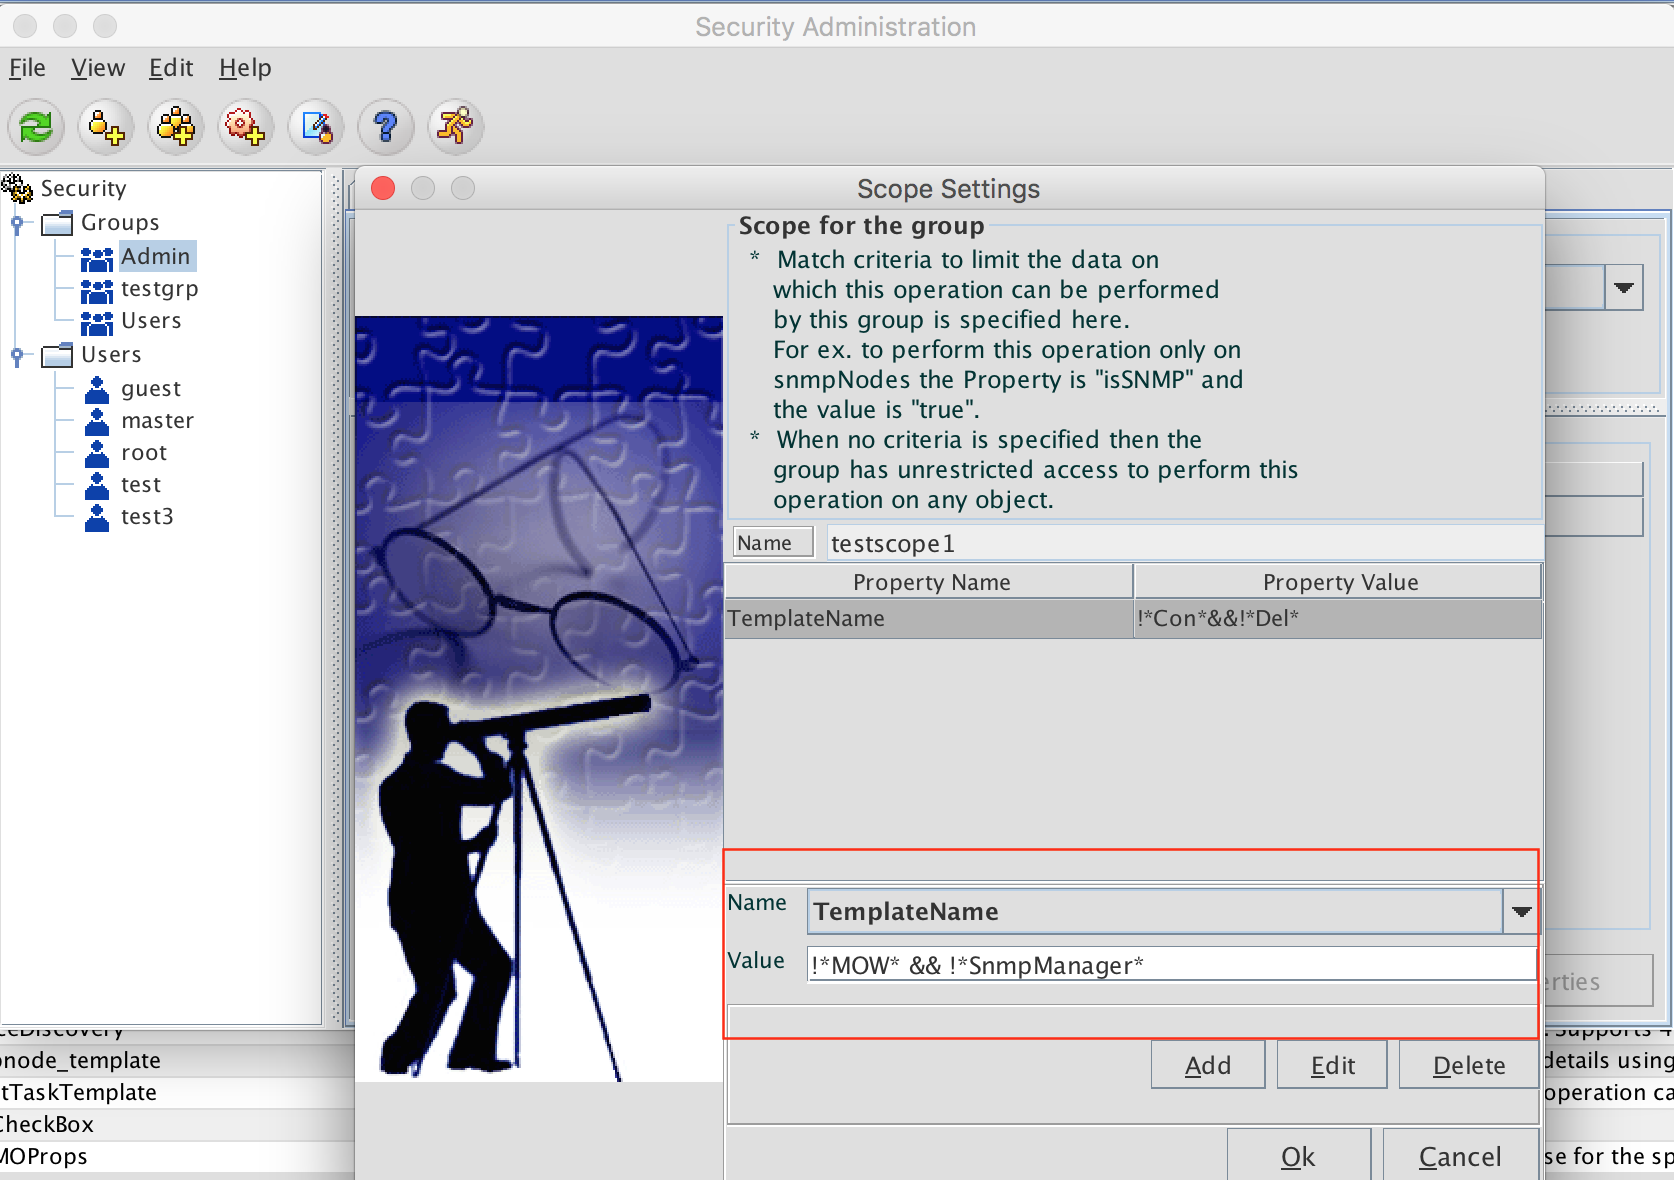 Security Administration
File View Edit Help
Security
Groups
Admin
testgrp
Users
Users
guest
master
root
test
test3
Scope Settings
Scope for the group
* Match criteria to limit the data on
which this operation can be performed
by this group is specified here.
For ex. to perform this operation only on
snmpNodes the Property is "isSNMP" and
the value is "true".
* When no criteria is specified then the
group has unrestricted access to perform this
operation on any object.
Name testscope1
Property Name Property Value
TemplateName !*Con*&&!*Del*
Name TemplateName
Value !*MOW* && !*SnmpManager*
erties
Add Edit Delete
Ok Cancel
ceDiscovery
Supports 4
onode_template
details using
tTaskTemplate
operation ca
CheckBox
MOProps
se for the sp